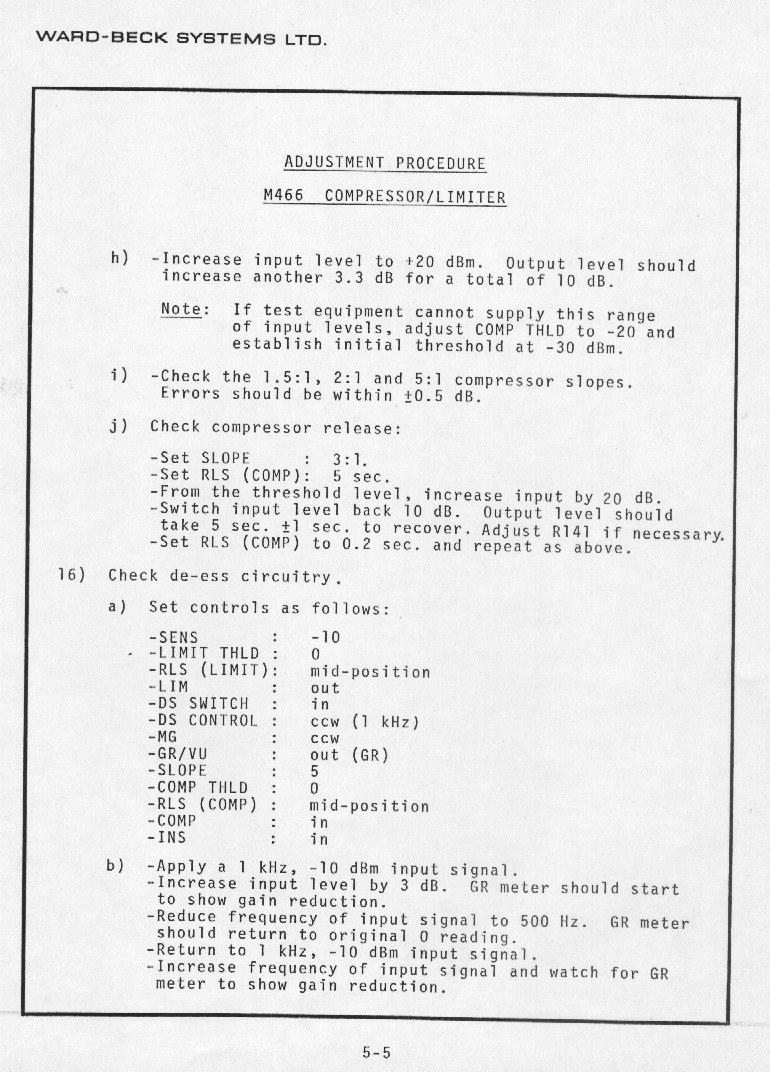 WARD-BECK SYSTEMS LTD.
ADJUSTMENT PROCEDURE
M466 COMPRESSOR/LIMITER
h) -Increase input level to +20 dBm. Output level should
increase another 3.3 dB for a total of 10 dB.
Note: If test equipment cannot supply this range
of input levels, adjust COMP THLD to -20 and
establish initial threshold at -30 dBm.
i) -Check the 1.5:1, 2:1 and 5:1 compressor slopes.
Errors should be within ±0.5 dB.
j) Check compressor release:
-Set SLOPE : 3:1.
-Set RLS (COMP): 5 sec.
-From the threshold level, increase input by 20 dB.
-Switch input level back 10 dB. Output level should
take 5 sec. ±1 sec. to recover. Adjust R141 if necessary.
-Set RLS (COMP) to 0.2 sec. and repeat as above.
16) Check de-ess circuitry.
a) Set controls as follows:
-SENS : -10
-LIMIT THLD : 0
-RLS (LIMIT): mid-position
-LIM : out
-DS SWITCH : in
-DS CONTROL : ccw (1 kHz)
-MG : ccw
-GR/VU : out (GR)
-SLOPE : 5
-COMP THLD : 0
-RLS (COMP) : mid-position
-COMP : in
-INS : in
b) -Apply a 1 kHz, -10 dBm input signal.
-Increase input level by 3 dB. GR meter should start
to show gain reduction.
-Reduce frequency of input signal to 500 Hz. GR meter
should return to original 0 reading.
-Return to 1 kHz, -10 dBm input signal.
-Increase frequency of input signal and watch for GR
meter to show gain reduction.
5-5